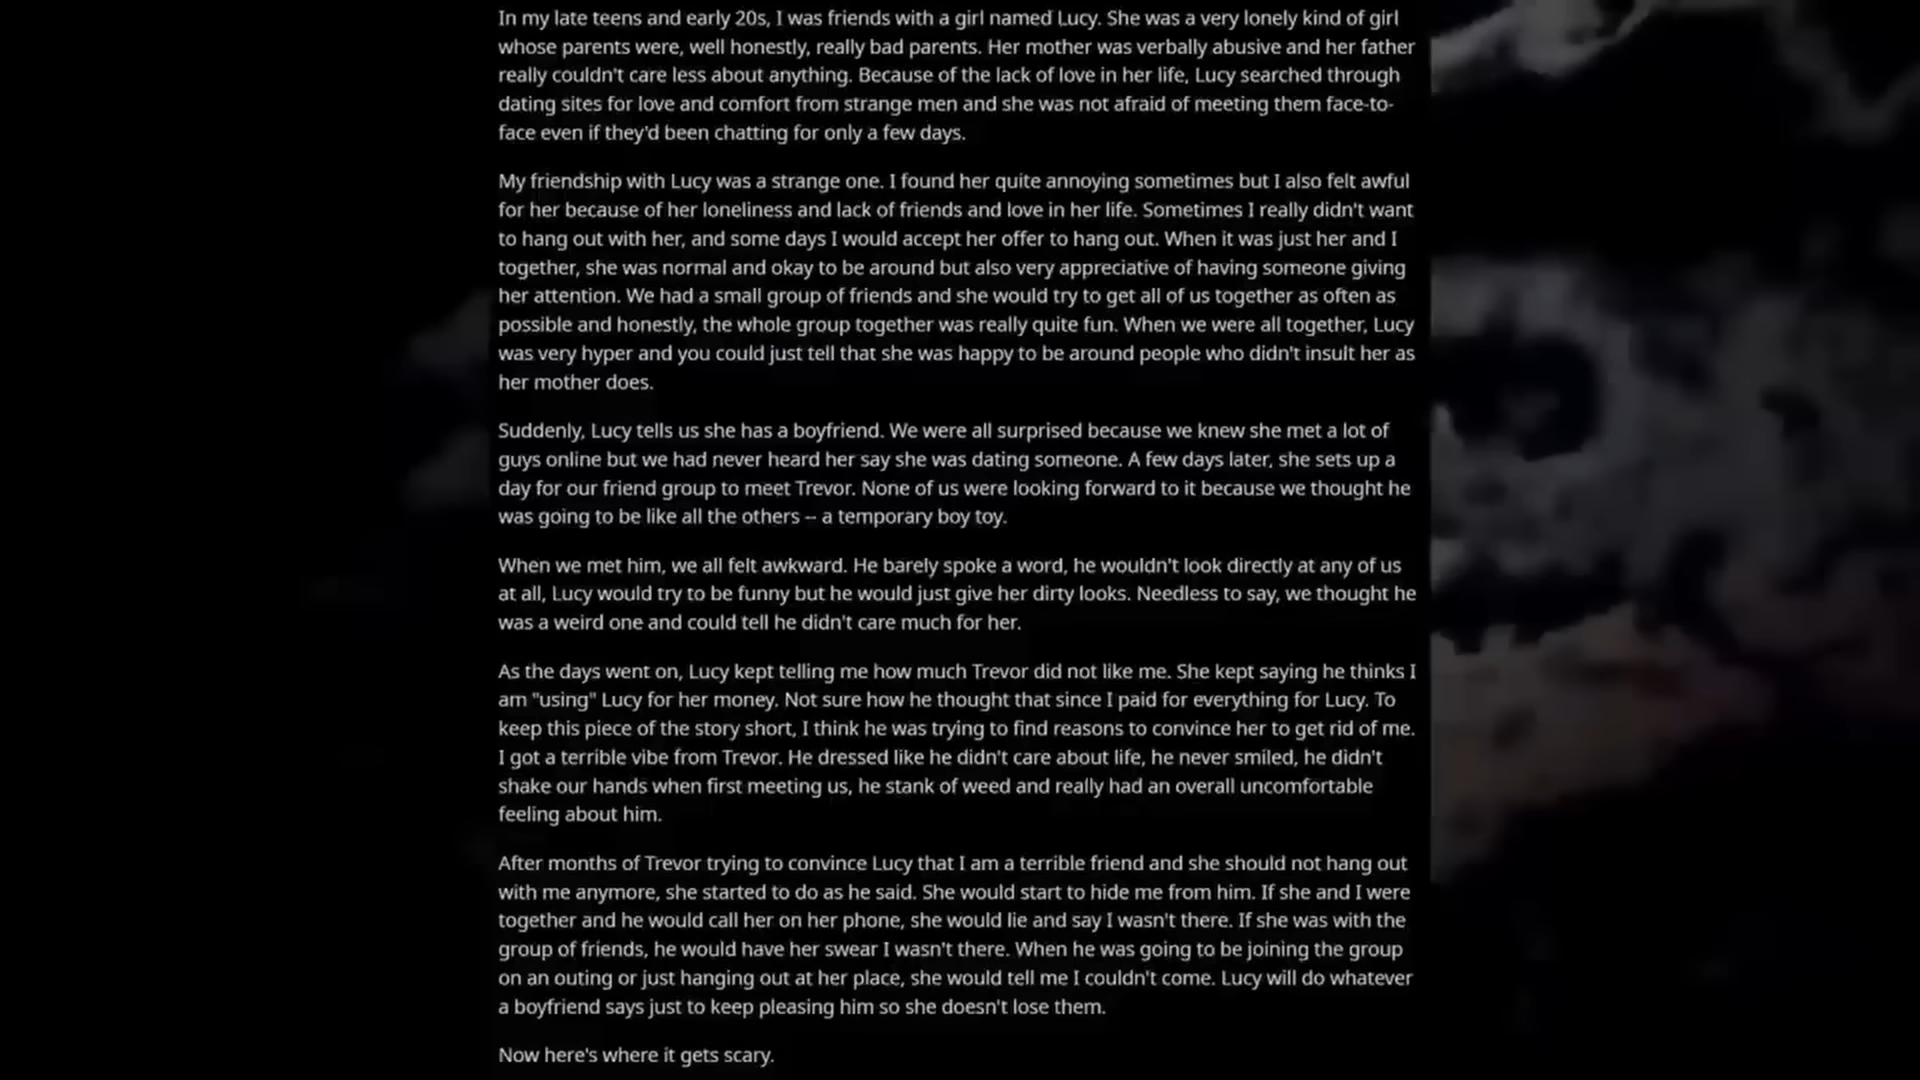 In my late teens and early 20s, I was friends with a girl named Lucy. She was a very lonely kind of girl
whose parents were, well honestly, really bad parents. Her mother was verbally abusive and her father
really couldn't care less about anything. Because of the lack of love in her life, Lucy searched through
dating sites for love and comfort from strange men and she was not afraid of meeting them face-to-
face even if they'd been chatting for only a few days.
My friendship with Lucy was a strange one. I found her quite annoying sometimes but I also felt awful
for her because of her loneliness and lack of friends and love in her life. Sometimes I really didn't want
to hang out with her, and some days I would accept her offer to hang out. When it was just her and I
together, she was normal and okay to be around but also very appreciative of having someone giving
her attention. We had a small group of friends and she would try to get all of us together as often as
possible and honestly, the whole group together was really quite fun. When we were all together, Lucy
was very hyper and you could just tell that she was happy to be around people who didn't insult her as
her mother does.
Suddenly, Lucy tells us she has a boyfriend. We were all surprised because we knew she met a lot of
guys online but we had never heard her say she was dating someone. A few days later, she sets up a
day for our friend group to meet Trevor. None of us were looking forward to it because we thought he
was going to be like all the others – a temporary boy toy.
When we met him, we all felt awkward. He barely spoke a word, he wouldn't look directly at any of us
at all, Lucy would try to be funny but he would just give her dirty looks. Needless to say, we thought he
was a weird one and could tell he didn't care much for her.
As the days went on, Lucy kept telling me how much Trevor did not like me. She kept saying he thinks I
am "using" Lucy for her money. Not sure how he thought that since I paid for everything for Lucy. To
keep this piece of the story short, I think he was trying to find reasons to convince her to get rid of me.
I got a terrible vibe from Trevor. He dressed like he didn't care about life, he never smiled, he didn't
shake our hands when first meeting us, he stank of weed and really had an overall uncomfortable
feeling about him.
After months of Trevor trying to convince Lucy that I am a terrible friend and she should not hang out
with me anymore, she started to do as he said. She would start to hide me from him. If she and I were
together and he would call her on her phone, she would lie and say I wasn't there. If she was with the
group of friends, he would have her swear I wasn't there. When he was going to be joining the group
on an outing or just hanging out at her place, she would tell me I couldn't come. Lucy will do whatever
a boyfriend says just to keep pleasing him so she doesn't lose them.
Now here's where it gets scary.